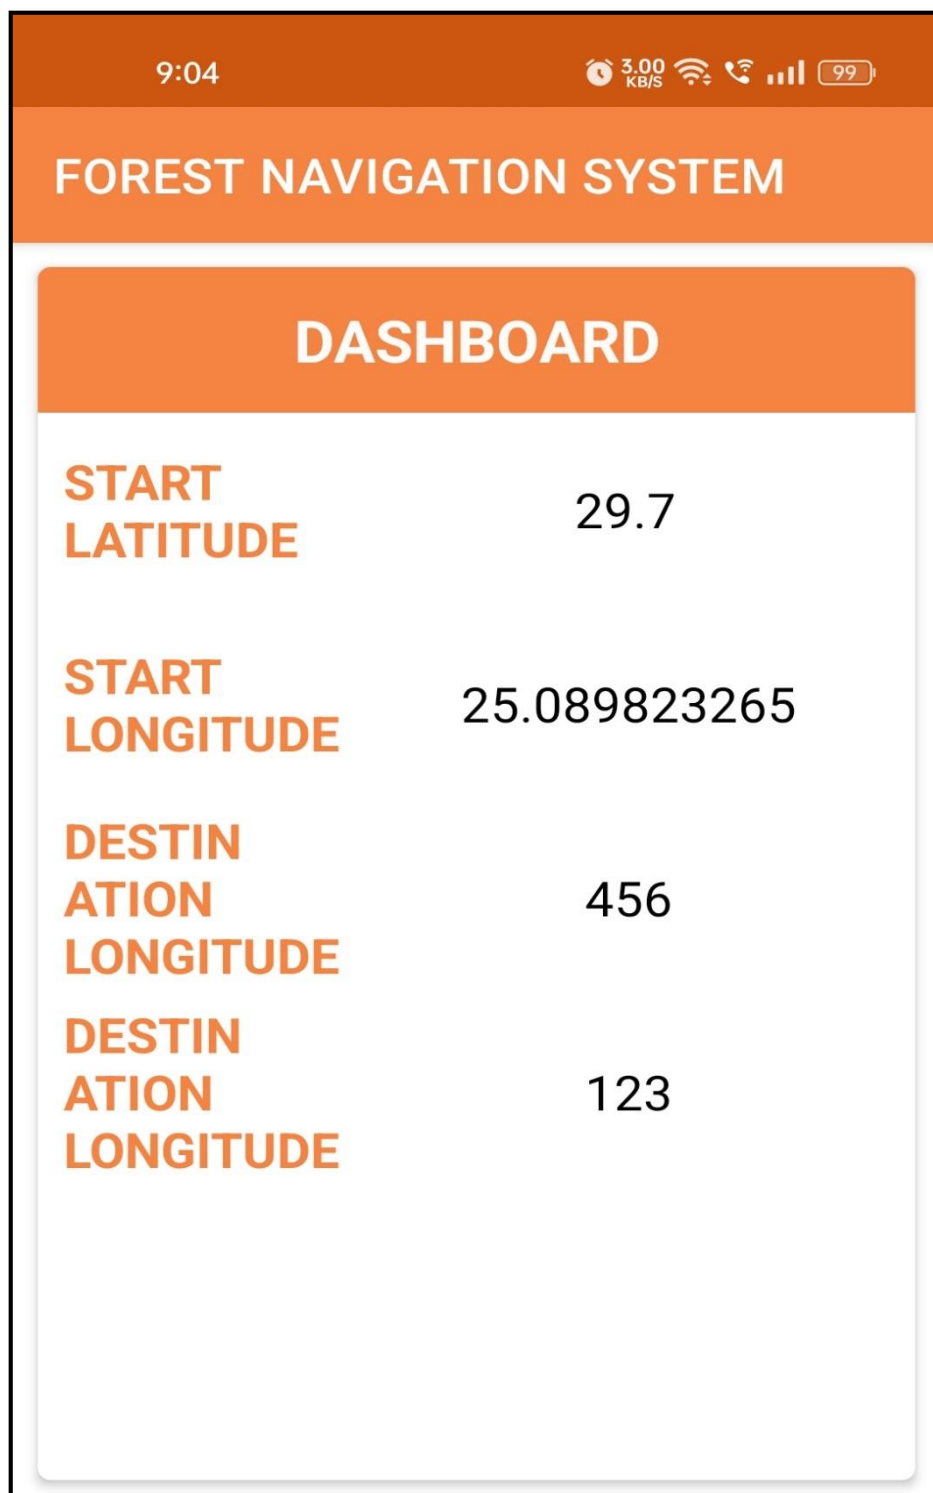 9:04
3.00
KB/S
99
FOREST NAVIGATION SYSTEM
DASHBOARD
START
LATITUDE
29.7
START
LONGITUDE
25.089823265
DESTIN
ATION
LONGITUDE
456
DESTIN
ATION
LONGITUDE
123